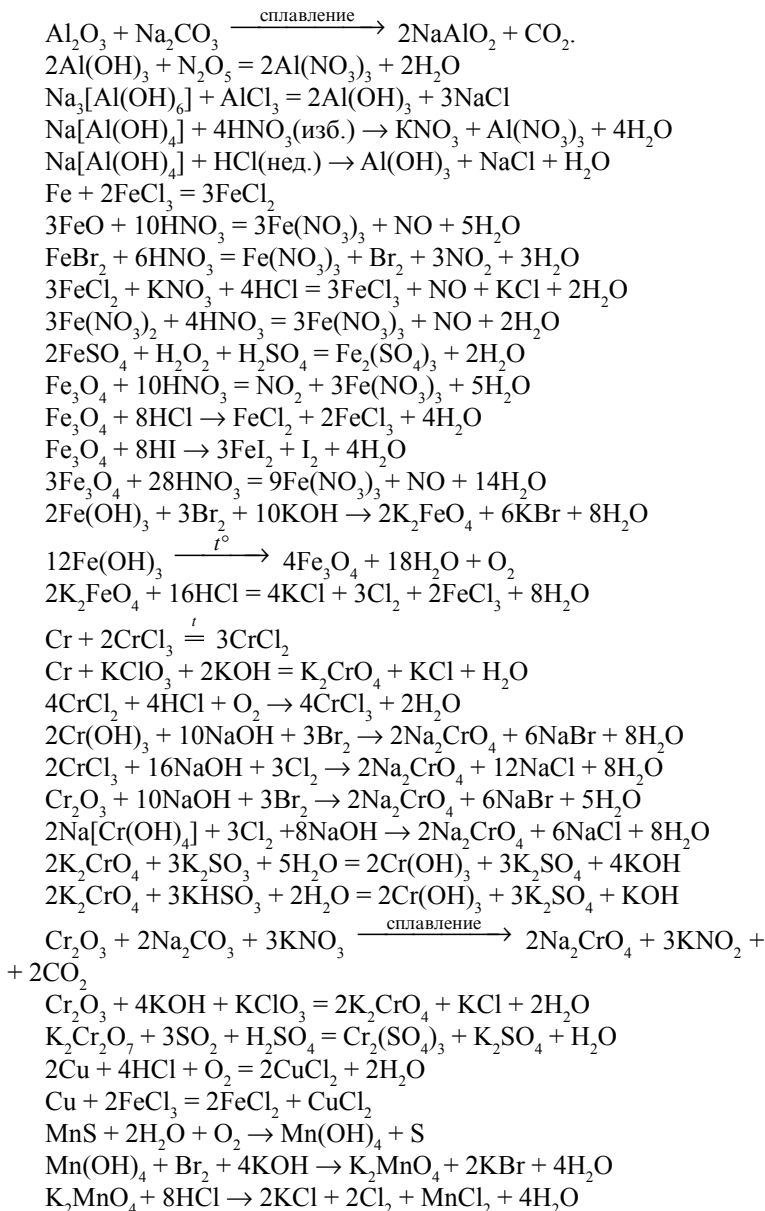 Al₂O₃ + Na₂CO₃ —сплавление→ 2NaAlO₂ + CO₂.
2Al(OH)₃ + N₂O₅ = 2Al(NO₃)₃ + 2H₂O
Na₃[Al(OH)₆] + AlCl₃ = 2Al(OH)₃ + 3NaCl
Na[Al(OH)₄] + 4HNO₃(изб.) → КNO₃ + Al(NO₃)₃ + 4H₂O
Na[Al(OH)₄] + HCl(нед.) → Al(OH)₃ + NaCl + H₂O
Fe + 2FeCl₃ = 3FeCl₂
3FeO + 10HNO₃ = 3Fe(NO₃)₃ + NO + 5H₂O
FeBr₂ + 6HNO₃ = Fe(NO₃)₃ + Br₂ + 3NO₂ + 3H₂O
3FeCl₂ + KNO₃ + 4HCl = 3FeCl₃ + NO + KCl + 2H₂O
3Fe(NO₃)₂ + 4HNO₃ = 3Fe(NO₃)₃ + NO + 2H₂O
2FeSO₄ + H₂O₂ + H₂SO₄ = Fe₂(SO₄)₃ + 2H₂O
Fe₃O₄ + 10HNO₃ = NO₂ + 3Fe(NO₃)₃ + 5H₂O
Fe₃O₄ + 8HCl → FeCl₂ + 2FeCl₃ + 4H₂O
Fe₃O₄ + 8HI → 3FeI₂ + I₂ + 4H₂O
3Fe₃O₄ + 28HNO₃ = 9Fe(NO₃)₃ + NO + 14H₂O
2Fe(OH)₃ + 3Br₂ + 10KOH → 2K₂FeO₄ + 6KBr + 8H₂O
12Fe(OH)₃ —t°→ 4Fe₃O₄ + 18H₂O + O₂
2K₂FeO₄ + 16HCl = 4KCl + 3Cl₂ + 2FeCl₃ + 8H₂O
Cr + 2CrCl₃ =ᵗ 3CrCl₂
Cr + KClO₃ + 2KOH = K₂CrO₄ + KCl + H₂O
4CrCl₂ + 4HCl + O₂ → 4CrCl₃ + 2H₂O
2Cr(OH)₃ + 10NaOH + 3Br₂ → 2Na₂CrO₄ + 6NaBr + 8H₂O
2CrCl₃ + 16NaOH + 3Cl₂ → 2Na₂CrO₄ + 12NaCl + 8H₂O
Cr₂O₃ + 10NaOH + 3Br₂ → 2Na₂CrO₄ + 6NaBr + 5H₂O
2Na[Cr(OH)₄] + 3Cl₂ +8NaOH → 2Na₂CrO₄ + 6NaCl + 8H₂O
2K₂CrO₄ + 3K₂SO₃ + 5H₂O = 2Cr(OH)₃ + 3K₂SO₄ + 4KOH
2K₂CrO₄ + 3KHSO₃ + 2H₂O = 2Cr(OH)₃ + 3K₂SO₄ + KOH
Cr₂O₃ + 2Na₂CO₃ + 3KNO₃ —сплавление→ 2Na₂CrO₄ + 3KNO₂ +
+ 2CO₂
Cr₂O₃ + 4KOH + KClO₃ = 2K₂CrO₄ + KCl + 2H₂O
K₂Cr₂O₇ + 3SO₂ + H₂SO₄ = Cr₂(SO₄)₃ + K₂SO₄ + H₂O
2Cu + 4HCl + O₂ = 2CuCl₂ + 2H₂O
Cu + 2FeCl₃ = 2FeCl₂ + CuCl₂
MnS + 2H₂O + O₂ → Mn(OH)₄ + S
Mn(OH)₄ + Br₂ + 4KOH → K₂MnO₄ + 2KBr + 4H₂O
K₂MnO₄ + 8HCl → 2KCl + 2Cl₂ + MnCl₂ + 4H₂O